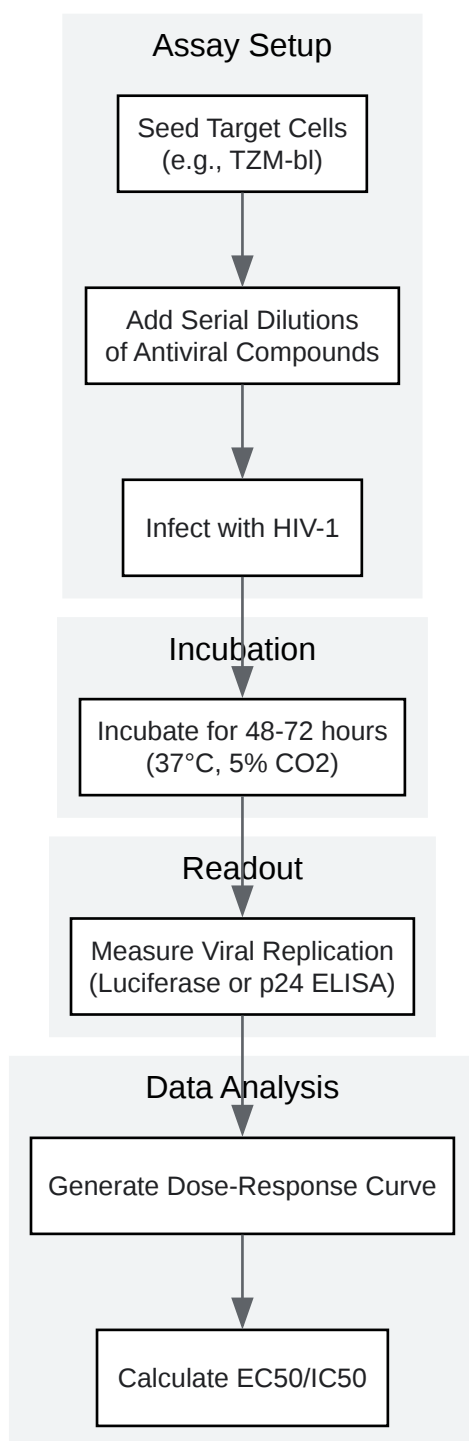 Assay Setup
Seed Target Cells
(e.g., TZM-bl)
Add Serial Dilutions
of Antiviral Compounds
Infect with HIV-1
Incubation
Incubate for 48-72 hours
(37°C, 5% CO2)
Readout
Measure Viral Replication
(Luciferase or p24 ELISA)
Data Analysis
Generate Dose-Response Curve
Calculate EC50/IC50